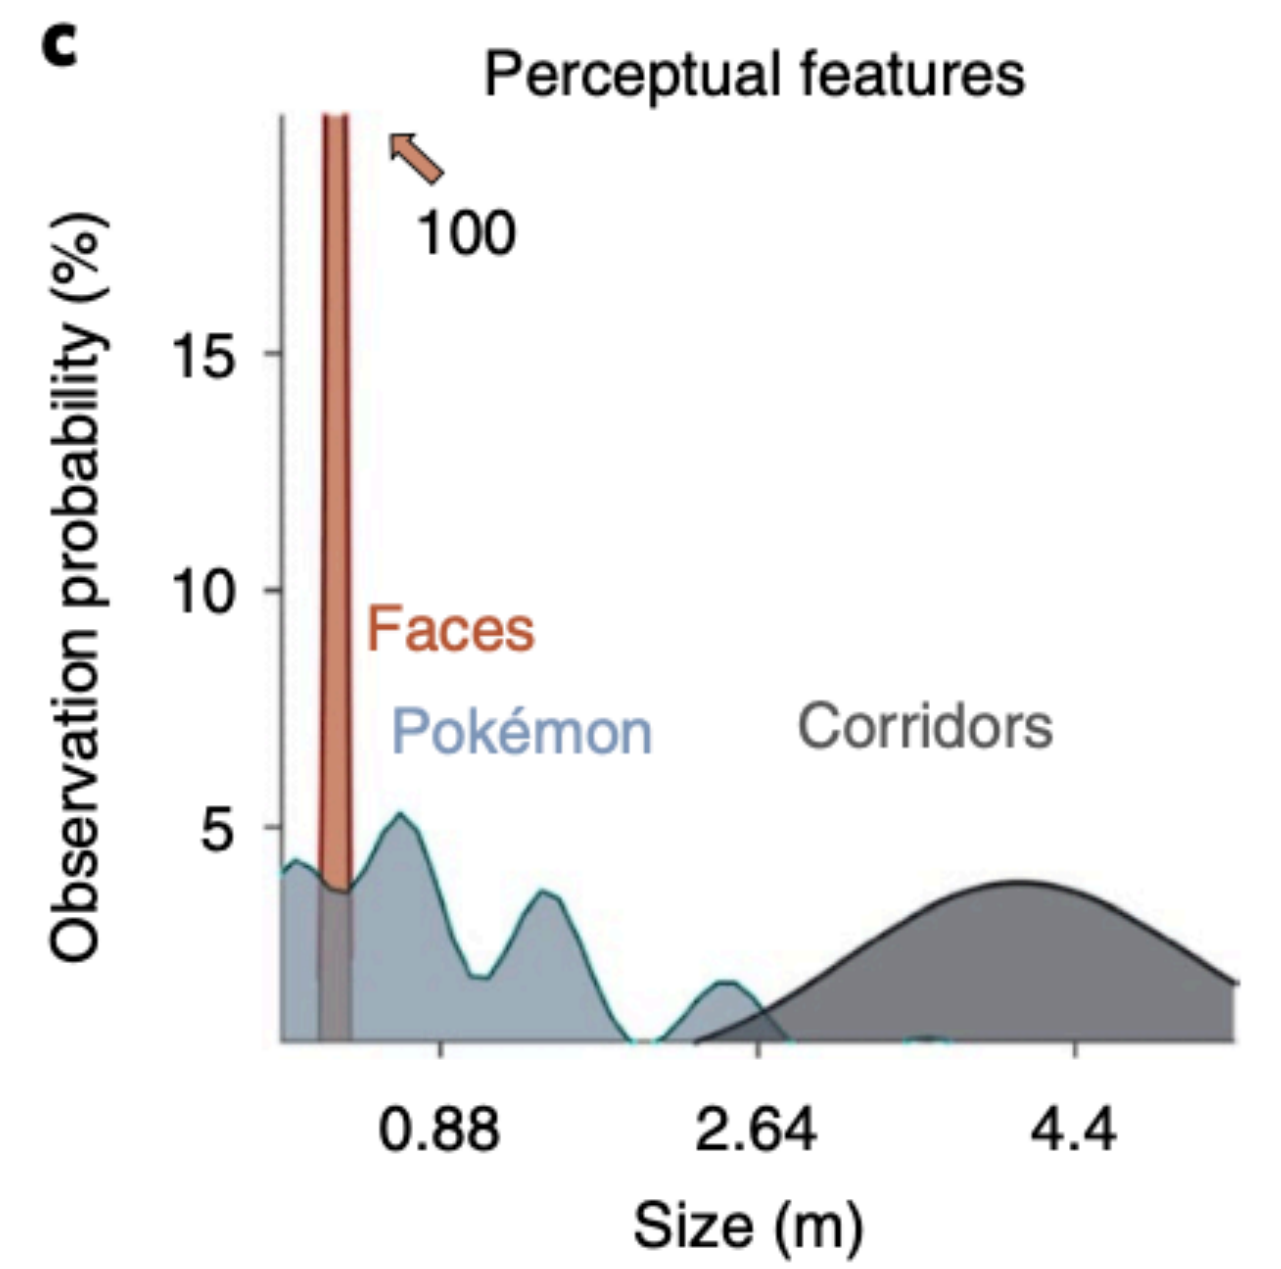 c
Perceptual features
100
15
10
5
Observation probability (%)
Faces
Pokémon
Corridors
0.88
2.64
4.4
Size (m)